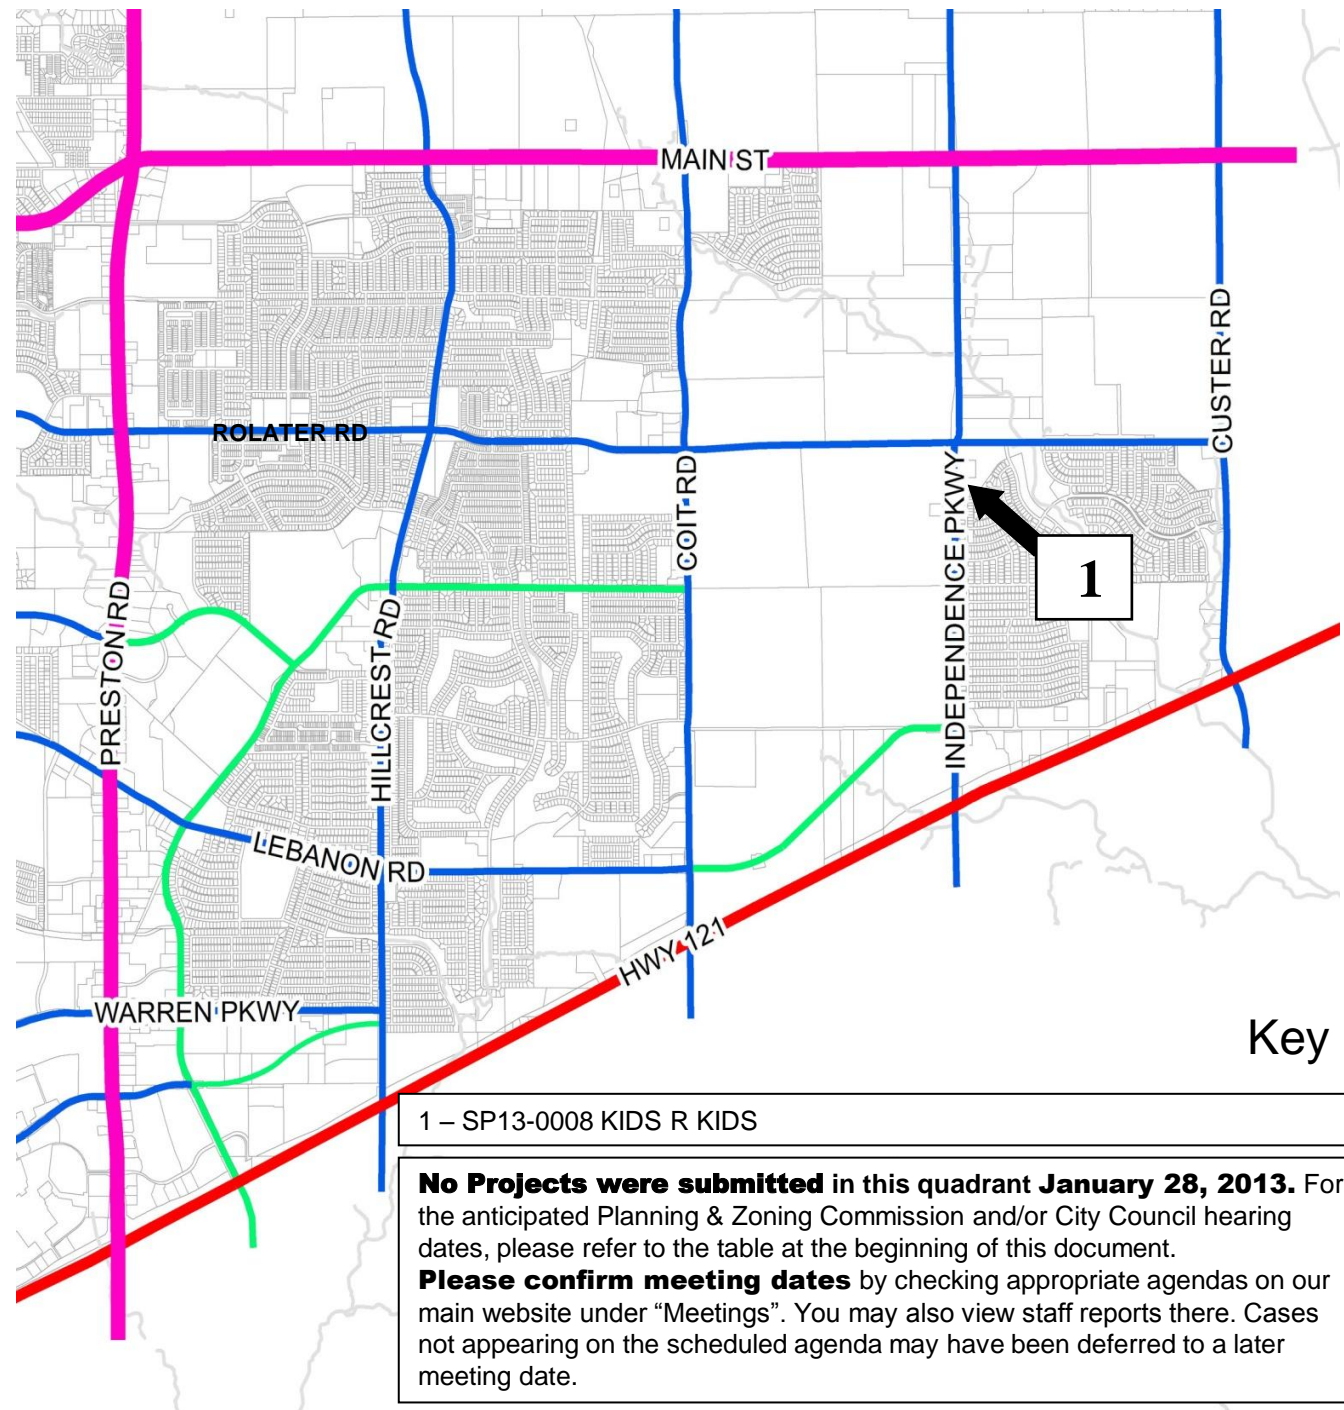 MAIN ST
CUSTER RD
ROLATER RD
COIT RD
INDEPENDENCE PKWY
1
PRESTON RD
HILLCREST RD
LEBANON RD
HWY 121
WARREN PKWY
Key
1 – SP13-0008 KIDS R KIDS
No Projects were submitted in this quadrant January 28, 2013. For
the anticipated Planning & Zoning Commission and/or City Council hearing
dates, please refer to the table at the beginning of this document.
Please confirm meeting dates by checking appropriate agendas on our
main website under “Meetings”. You may also view staff reports there. Cases
not appearing on the scheduled agenda may have been deferred to a later
meeting date.